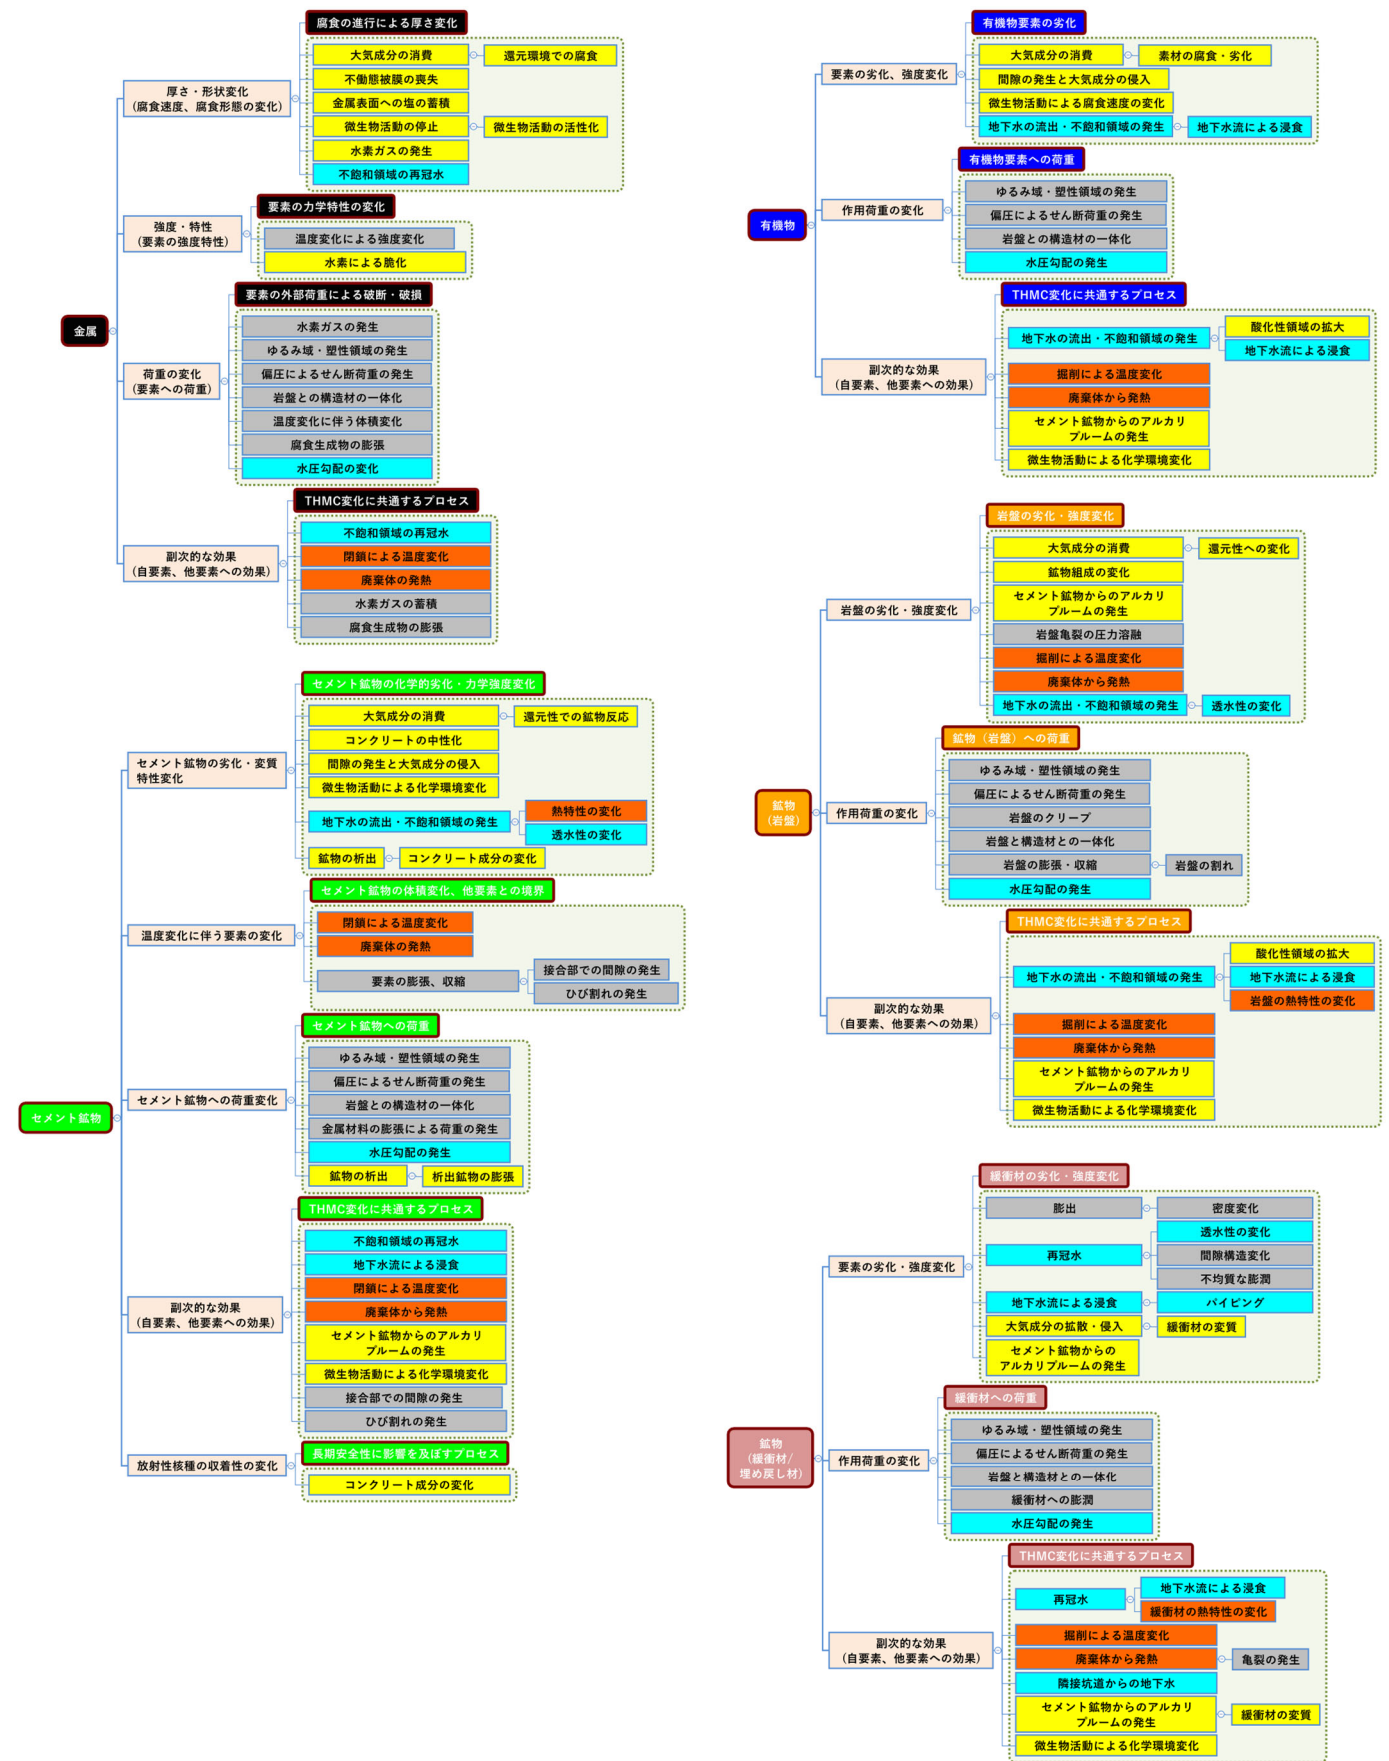 金属
厚さ・形状変化
(腐食速度、腐食形態の変化)
腐食の進行による厚さ変化
大気成分の消費
還元環境での腐食
不働態被膜の喪失
金属表面への塩の蓄積
微生物活動の停止
微生物活動の活性化
水素ガスの発生
不飽和領域の再冠水
強度・特性
(要素の強度特性)
要素の力学特性の変化
温度変化による強度変化
水素による脆化
荷重の変化
(要素への荷重)
要素の外部荷重による破断・破損
水素ガスの発生
ゆるみ域・塑性領域の発生
偏圧によるせん断荷重の発生
岩盤との構造材の一体化
温度変化に伴う体積変化
腐食生成物の膨張
水圧勾配の変化
副次的な効果
(自要素、他要素への効果)
THMC変化に共通するプロセス
不飽和領域の再冠水
閉鎖による温度変化
廃棄体の発熱
水素ガスの蓄積
腐食生成物の膨張
セメント鉱物
セメント鉱物の劣化・変質
特性変化
セメント鉱物の化学的劣化・力学強度変化
大気成分の消費
還元性での鉱物反応
コンクリートの中性化
間隙の発生と大気成分の侵入
微生物活動による化学環境変化
地下水の流出・不飽和領域の発生
熱特性の変化
透水性の変化
鉱物の析出
コンクリート成分の変化
温度変化に伴う要素の変化
セメント鉱物の体積変化、他要素との境界
閉鎖による温度変化
廃棄体の発熱
要素の膨張、収縮
接合部での間隙の発生
ひび割れの発生
セメント鉱物への荷重変化
セメント鉱物への荷重
ゆるみ域・塑性領域の発生
偏圧によるせん断荷重の発生
岩盤との構造材の一体化
金属材料の膨張による荷重の発生
水圧勾配の発生
鉱物の析出
析出鉱物の膨張
副次的な効果
(自要素、他要素への効果)
THMC変化に共通するプロセス
不飽和領域の再冠水
地下水流による浸食
閉鎖による温度変化
廃棄体から発熱
セメント鉱物からのアルカリ
プルームの発生
微生物活動による化学環境変化
接合部での間隙の発生
ひび割れの発生
放射性核種の収着性の変化
長期安全性に影響を及ぼすプロセス
コンクリート成分の変化
有機物
要素の劣化、強度変化
有機物要素の劣化
大気成分の消費
素材の腐食・劣化
間隙の発生と大気成分の侵入
微生物活動による腐食速度の変化
地下水の流出・不飽和領域の発生
地下水流による浸食
作用荷重の変化
有機物要素への荷重
ゆるみ域・塑性領域の発生
偏圧によるせん断荷重の発生
岩盤との構造材の一体化
水圧勾配の発生
副次的な効果
(自要素、他要素への効果)
THMC変化に共通するプロセス
地下水の流出・不飽和領域の発生
酸化性領域の拡大
地下水流による浸食
掘削による温度変化
廃棄体から発熱
セメント鉱物からのアルカリ
プルームの発生
微生物活動による化学環境変化
鉱物
(岩盤)
岩盤の劣化・強度変化
岩盤の劣化・強度変化
大気成分の消費
還元性への変化
鉱物組成の変化
セメント鉱物からのアルカリ
プルームの発生
岩盤亀裂の圧力溶融
掘削による温度変化
廃棄体から発熱
地下水の流出・不飽和領域の発生
透水性の変化
作用荷重の変化
鉱物（岩盤）への荷重
ゆるみ域・塑性領域の発生
偏圧によるせん断荷重の発生
岩盤のクリープ
岩盤と構造材との一体化
岩盤の膨張・収縮
岩盤の割れ
水圧勾配の発生
副次的な効果
(自要素、他要素への効果)
THMC変化に共通するプロセス
地下水の流出・不飽和領域の発生
酸化性領域の拡大
地下水流による浸食
岩盤の熱特性の変化
掘削による温度変化
廃棄体から発熱
セメント鉱物からのアルカリ
プルームの発生
微生物活動による化学環境変化
鉱物
(緩衝材/
埋め戻し材)
要素の劣化・強度変化
緩衝材の劣化・強度変化
膨出
密度変化
再冠水
透水性の変化
間隙構造変化
不均質な膨潤
地下水流による浸食
パイピング
大気成分の拡散・侵入
緩衝材の変質
セメント鉱物からの
アルカリプルームの発生
作用荷重の変化
緩衝材への荷重
ゆるみ域・塑性領域の発生
偏圧によるせん断荷重の発生
岩盤と構造材との一体化
緩衝材への膨潤
水圧勾配の発生
副次的な効果
(自要素、他要素への効果)
THMC変化に共通するプロセス
再冠水
地下水流による浸食
緩衝材の熱特性の変化
掘削による温度変化
廃棄体から発熱
亀裂の発生
隣接坑道からの地下水
セメント鉱物からのアルカリ
プルームの発生
緩衝材の変質
微生物活動による化学環境変化